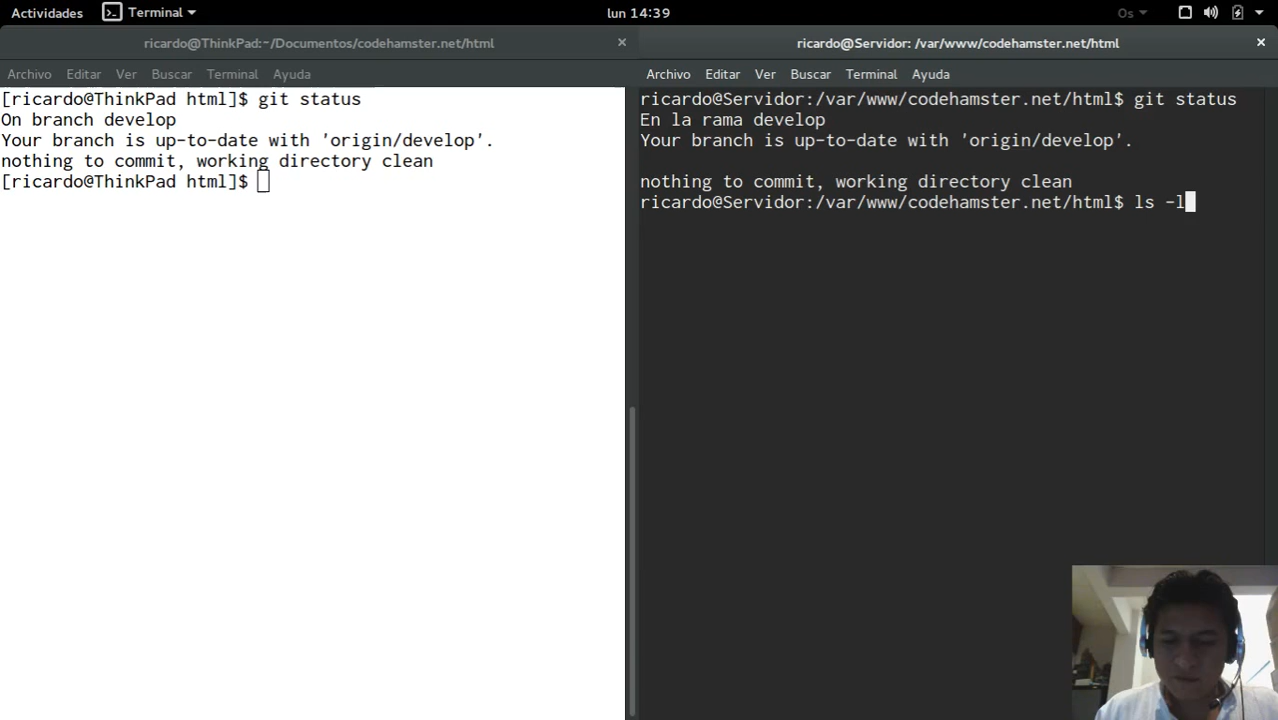 Actividades Terminal lun 14:39 Os
ricardo@ThinkPad:~/Documentos/codehamster.net/html ×
Archivo Editar Ver Buscar Terminal Ayuda
[ricardo@ThinkPad html]$ git status
On branch develop
Your branch is up-to-date with 'origin/develop'.
nothing to commit, working directory clean
[ricardo@ThinkPad html]$
ricardo@Servidor: /var/www/codehamster.net/html ×
Archivo Editar Ver Buscar Terminal Ayuda
ricardo@Servidor:/var/www/codehamster.net/html$ git status
En la rama develop
Your branch is up-to-date with 'origin/develop'.
nothing to commit, working directory clean
ricardo@Servidor:/var/www/codehamster.net/html$ ls -l